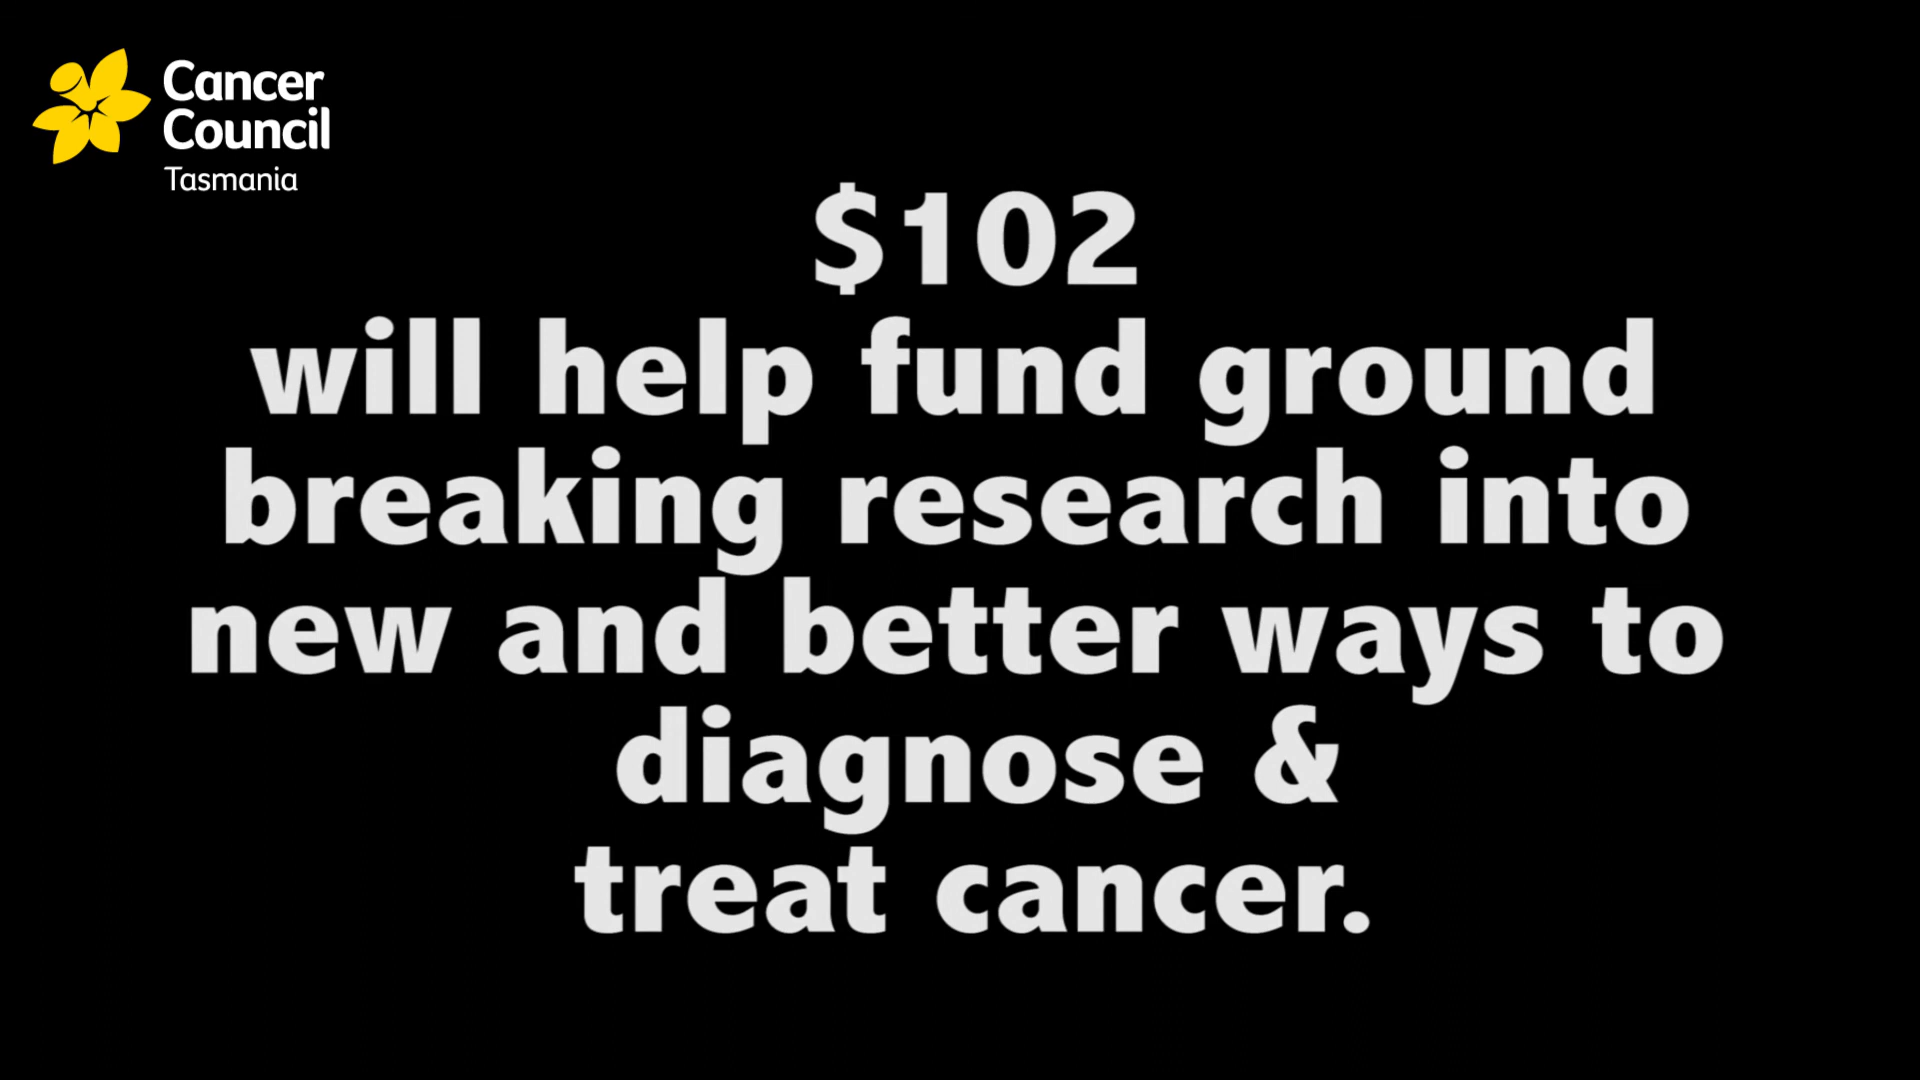 Cancer
Council
Tasmania
$102
will help fund ground
breaking research into
new and better ways to
diagnose &
treat cancer.